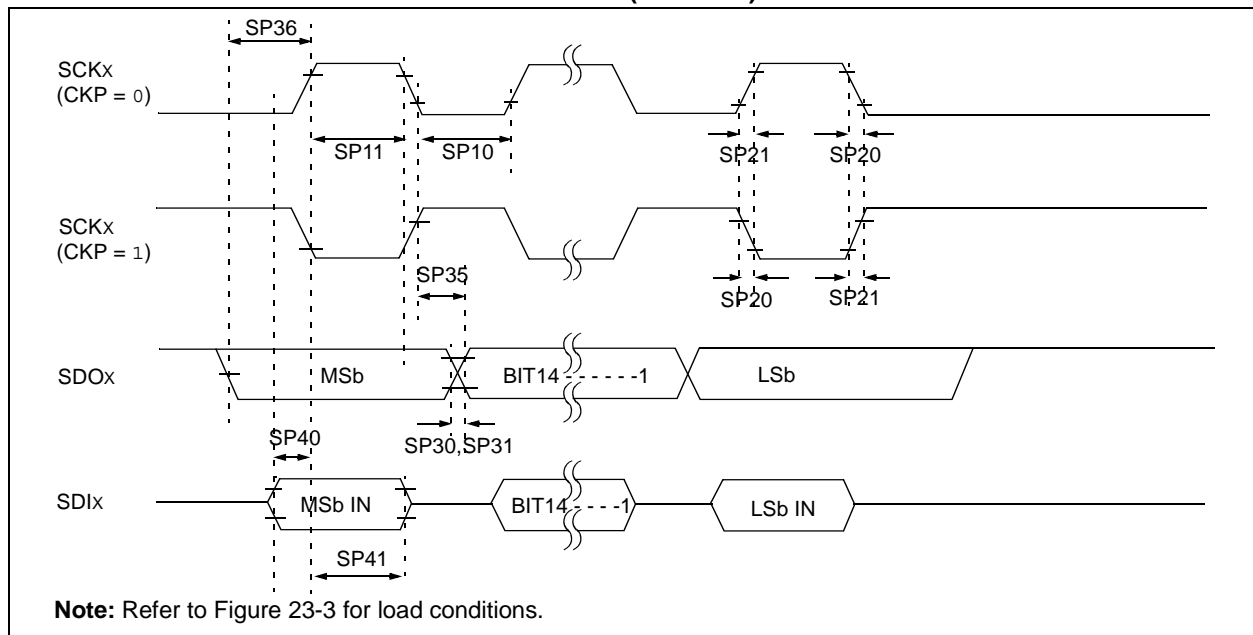 SP36
SCKX
(CKP = 0)
SP11
SP10
SP21
SP20
SCKX
(CKP = 1)
SP35
SP20
SP21
SDOX
MSb
BIT14 - - - - - -1
LSb
SP40
SP30,SP31
SDIX
MSb IN
BIT14 - - - -1
LSb IN
SP41
Note: Refer to Figure 23-3 for load conditions.